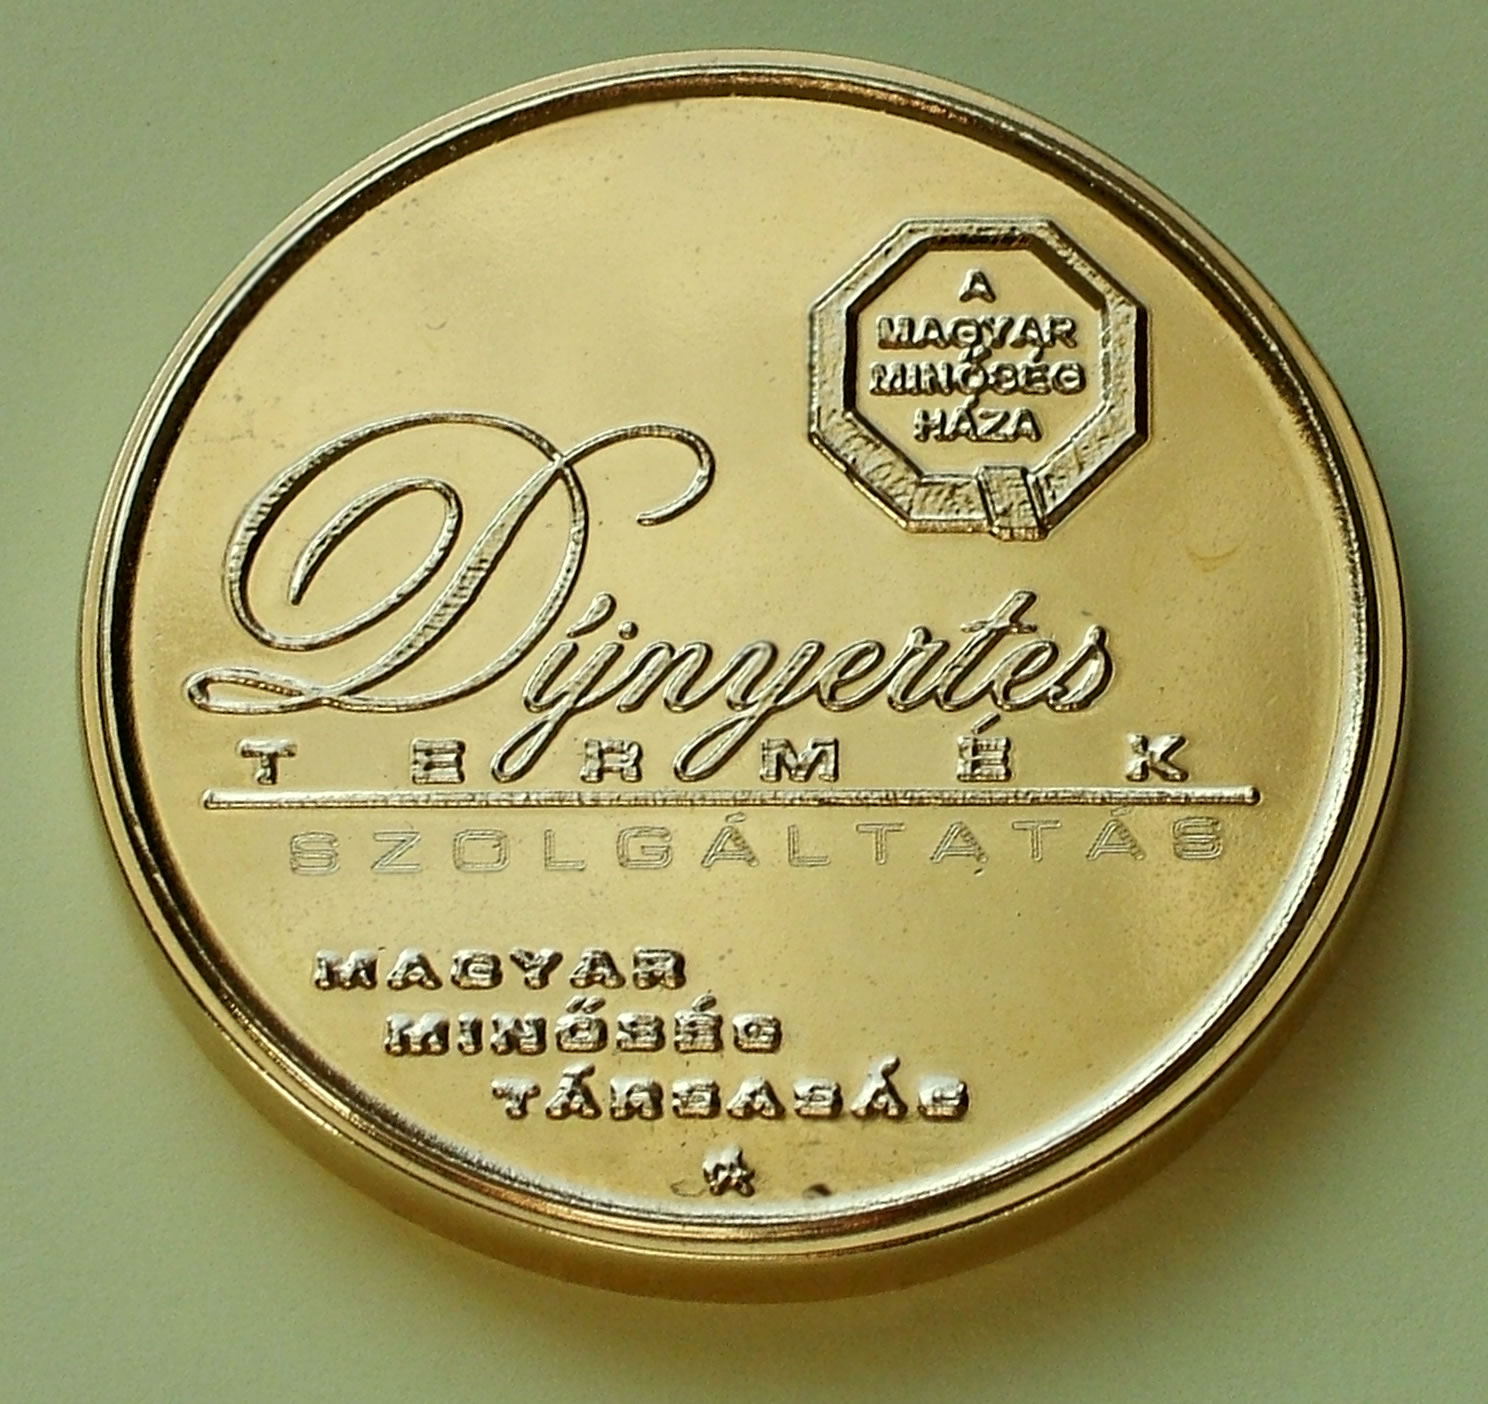 A
MAGYAR
MINŐSÉG
HÁZA
Díjnyertes
TERMÉK
SZOLGÁLTATÁS
MAGYAR
MINŐSÉG
TÁRSASÁG